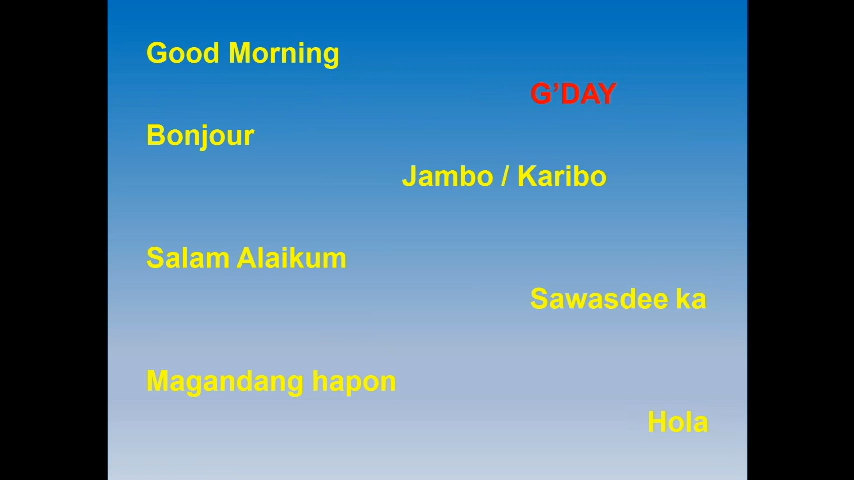 Good Morning
G’DAY
Bonjour
Jambo / Karibo
Salam Alaikum
Sawasdee ka
Magandang hapon
Hola